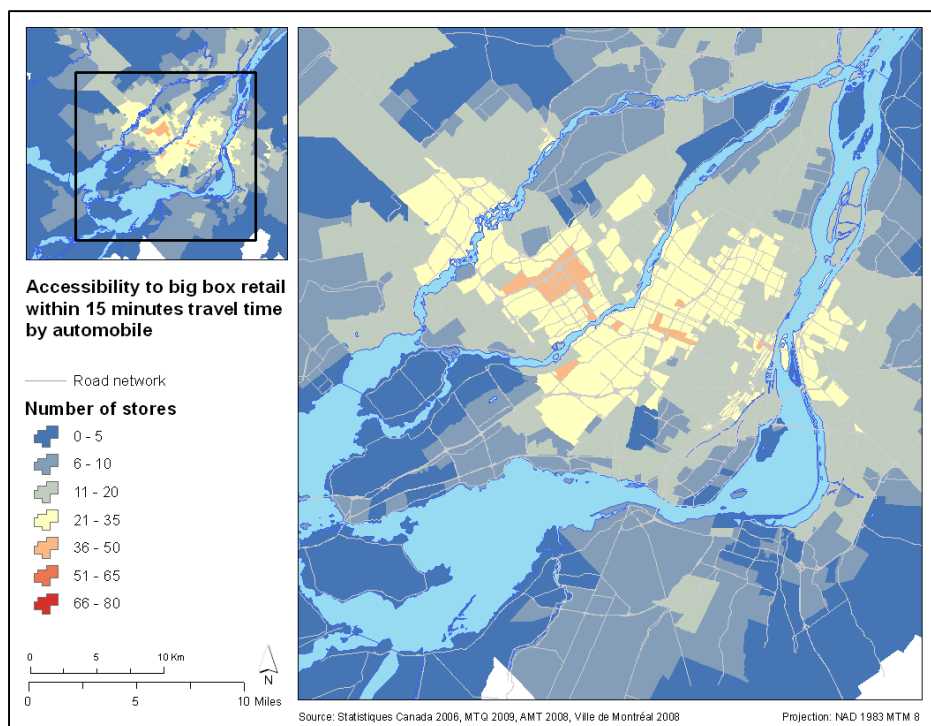 Accessibility to big box retail
within 15 minutes travel time
by automobile
Road network
Number of stores
0 - 5
6 - 10
11 - 20
21 - 35
36 - 50
51 - 65
66 - 80
0 5 10 Km
N
0 5 10 Miles
Source: Statistiques Canada 2006, MTQ 2009, AMT 2008, Ville de Montréal 2008 Projection: NAD 1983 MTM 8